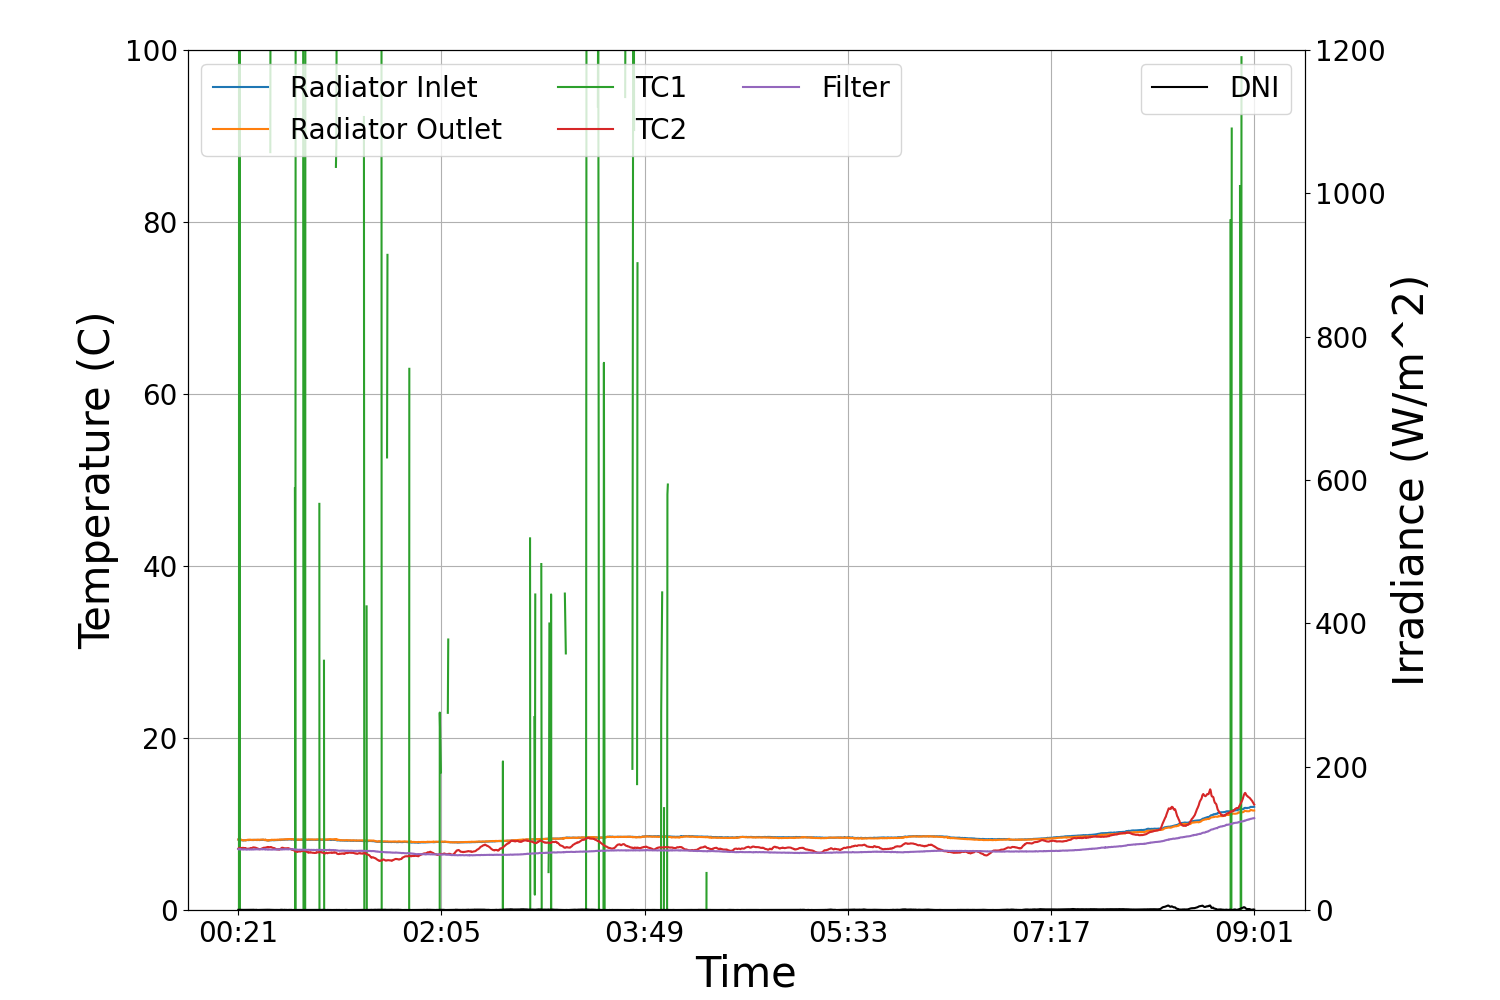 Radiator Inlet
Radiator Outlet
TC1
TC2
Filter
DNI
Temperature (C)
100
80
60
40
20
0
Irradiance (W/m^2)
1200
1000
800
600
400
200
0
00:21
02:05
03:49
05:33
07:17
09:01
Time